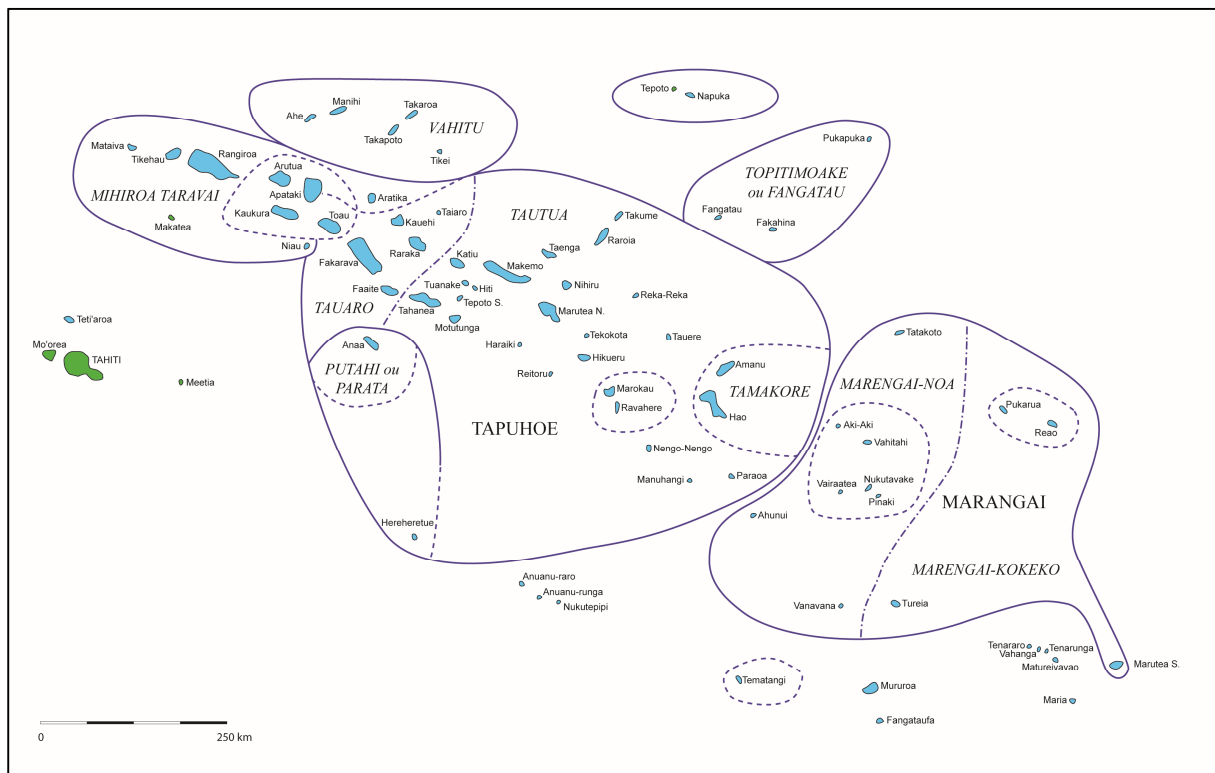 Tepoto
Napuka
Manihi
Takaroa
Ahe
VAHITU
Takapoto
Tikei
Pukapuka
TOPITIMOAKE
ou FANGATAU
Fangatau
Fakahina
Mataiva
Tikehau
Rangiroa
Arutua
Apataki
MIHIROA TARAVAI
Kaukura
Toau
Makatea
Niau
Aratika
Taiaro
Kauehi
Raraka
Fakarava
Faaite
TAUARO
TAUTUA
Takume
Raroia
Taenga
Katiu
Makemo
Tuanake
Hiti
Nihiru
Tepoto S.
Tahanea
Reka-Reka
Marutea N.
Motutunga
Tekokota
Tauere
Haraiki
Hikueru
Reitoru
Anaa
PUTAHI ou
PARATA
Marokau
Ravahere
Amanu
TAMAKORE
Hao
TAPUHOE
Nengo-Nengo
Manuhangi
Paraoa
Ahunui
Hereheretue
Teti'aroa
Mo'orea
TAHITI
Meetia
Tatakoto
MARENGAI-NOA
Pukarua
Reao
Aki-Aki
Vahitahi
Vairaatea
Nukutavake
Pinaki
MARANGAI
MARENGAI-KOKEKO
Vanavana
Tureia
Anuanu-raro
Anuanu-runga
Nukutepipi
Tenararo
Vahanga
Tenarunga
Matureivavao
Marutea S.
Tematangi
Mururoa
Maria
Fangataufa
0
250 km